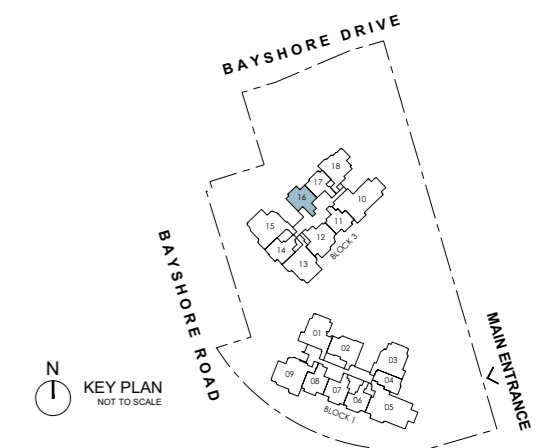 BAYSHORE DRIVE
18
17
16
10
15
11
12
14
13
BLOCK 3
BAYSHORE ROAD
01
02
03
09
08
07
04
06
05
BLOCK 1
MAIN ENTRANCE
N
KEY PLAN
NOT TO SCALE